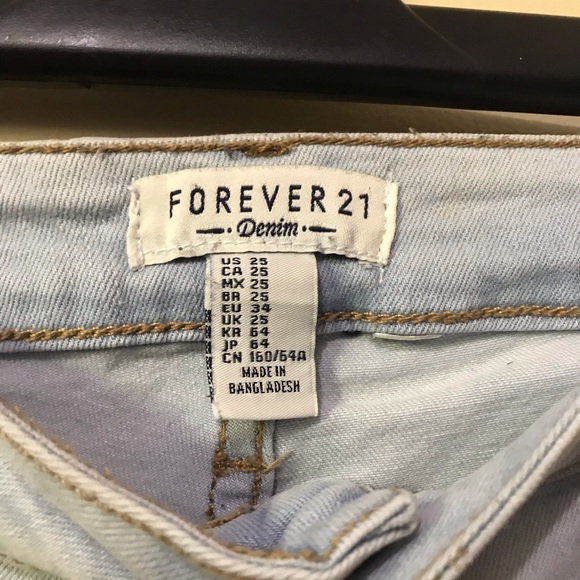 FOREVER 21
Denim
US 25
CA 25
MX 25
BR 25
EU 34
UK 25
KR 64
JP 64
CN 160/64A
MADE IN
BANGLADESH